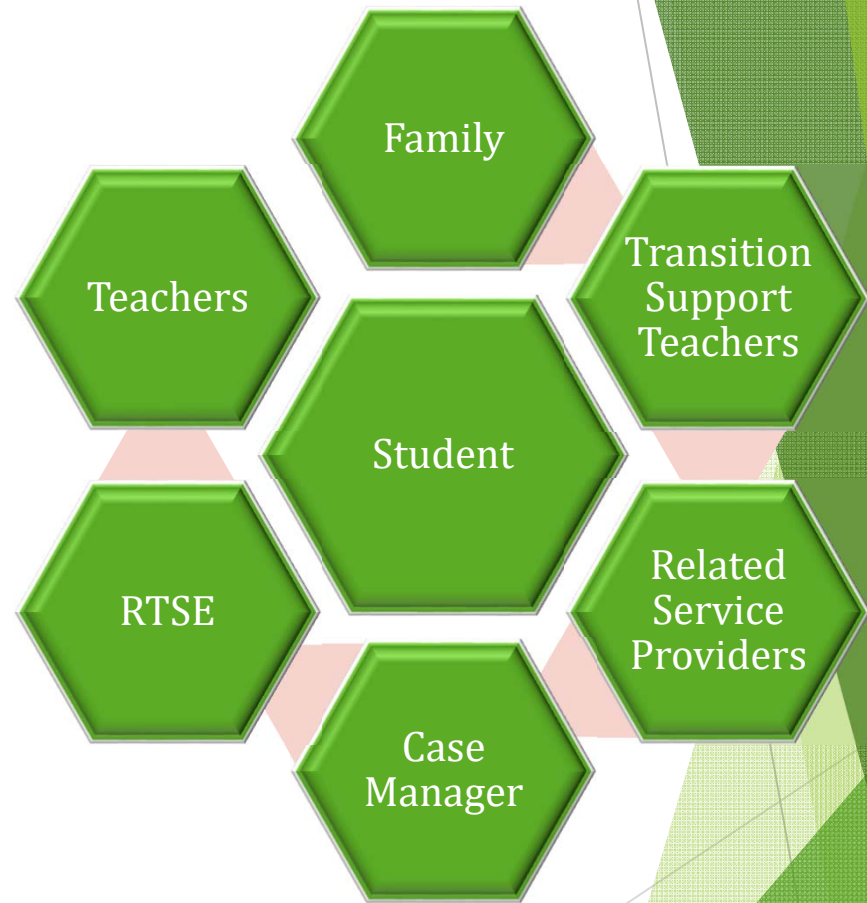 Family
Teachers
Transition
Support
Teachers
Student
RTSE
Related
Service
Providers
Case
Manager